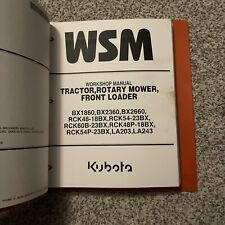 WSM
WORKSHOP MANUAL
TRACTOR,ROTARY MOWER,
FRONT LOADER
BX1860,BX2360,BX2660,
RCK48-18BX,RCK54-23BX,
RCK60B-23BX,RCK48P-18BX,
RCK54P-23BX,LA203,LA243
Kubota